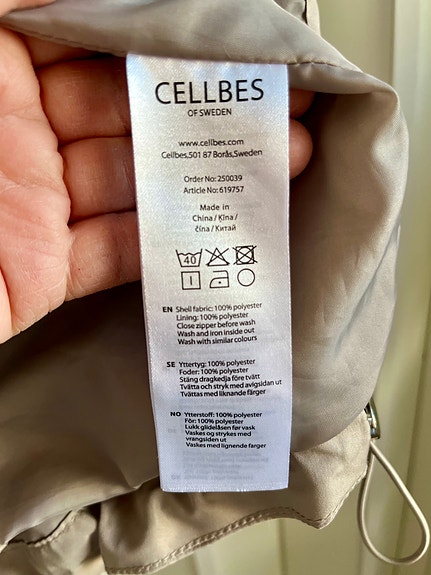 CELLBES
OF SWEDEN
www.cellbes.com
Cellbes,501 87 Borås,Sweden
Order No: 250039
Article No: 619757
Made in
China / Ķīna /
čína / Китай
40
EN Shell fabric: 100% polyester
Lining: 100% polyester
Close zipper before wash
Wash and iron inside out
Wash with similar colours
SE Yttertyg: 100% polyester
Foder: 100% polyester
Stäng dragkedja före tvätt
Tvätta och stryk med avigsidan ut
Tvättas med liknande färger
NO Ytterstoff: 100% polyester
Fôr: 100% polyester
Lukk glidelåsen før vask
Vaskes og strykes med
vrangsiden ut
Vaskes med lignende farger